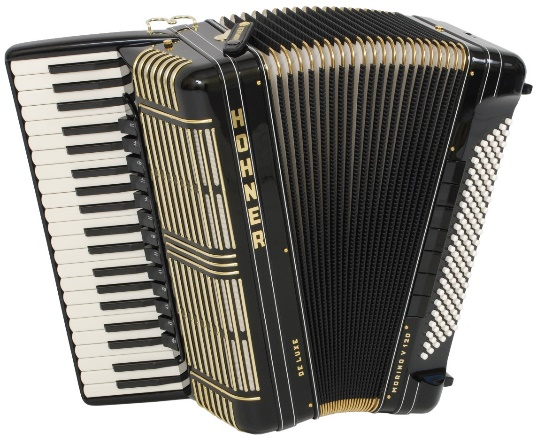 HOHNER
DE LUXE
MORINO V 120